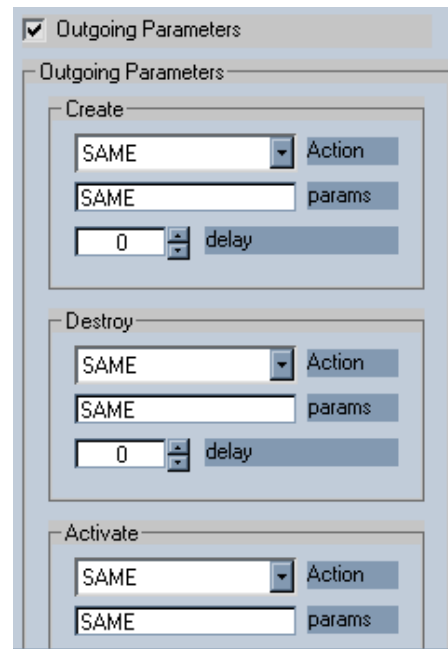 Outgoing Parameters
Outgoing Parameters
Create
SAME Action
SAME params
0 delay
Destroy
SAME Action
SAME params
0 delay
Activate
SAME Action
SAME params